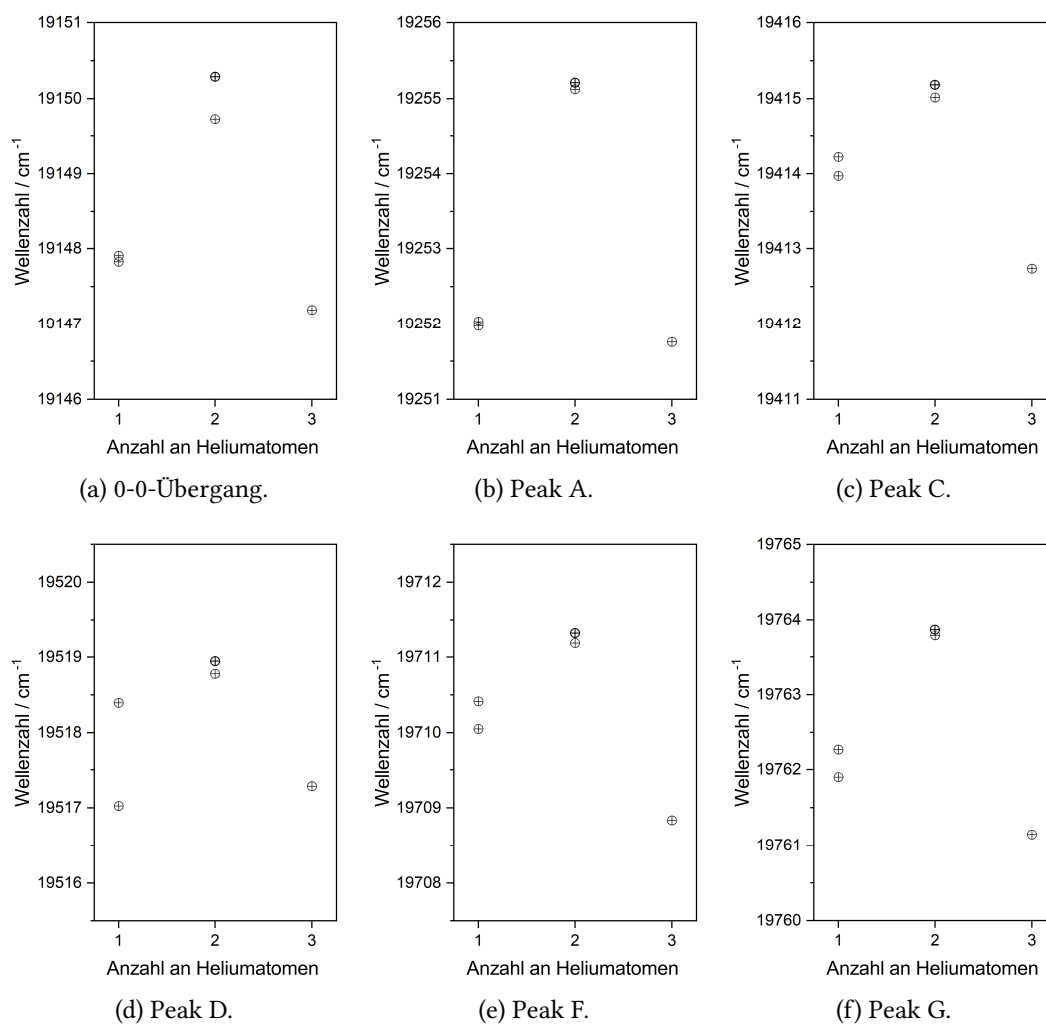 19151
19150
19149
19148
19147
19146
Wellenzahl / cm⁻¹
1 2 3
Anzahl an Heliumatomen
(a) 0-0-Übergang.
19256
19255
19254
19253
19252
19251
Wellenzahl / cm⁻¹
1 2 3
Anzahl an Heliumatomen
(b) Peak A.
19416
19415
19414
19413
19412
19411
Wellenzahl / cm⁻¹
1 2 3
Anzahl an Heliumatomen
(c) Peak C.
19520
19519
19518
19517
19516
Wellenzahl / cm⁻¹
1 2 3
Anzahl an Heliumatomen
(d) Peak D.
19712
19711
19710
19709
19708
Wellenzahl / cm⁻¹
1 2 3
Anzahl an Heliumatomen
(e) Peak F.
19765
19764
19763
19762
19761
19760
Wellenzahl / cm⁻¹
1 2 3
Anzahl an Heliumatomen
(f) Peak G.